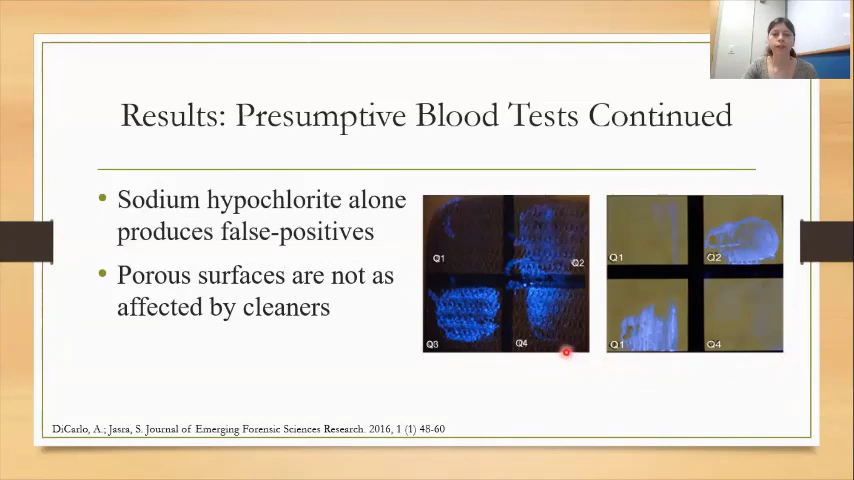 Results: Presumptive Blood Tests Continued
• Sodium hypochlorite alone
produces false-positives
• Porous surfaces are not as
affected by cleaners
Q1
Q2
Q3
Q4
Q1
Q2
Q1
Q4
DiCarlo, A.; Jasra, S. Journal of Emerging Forensic Sciences Research. 2016, 1 (1) 48-60